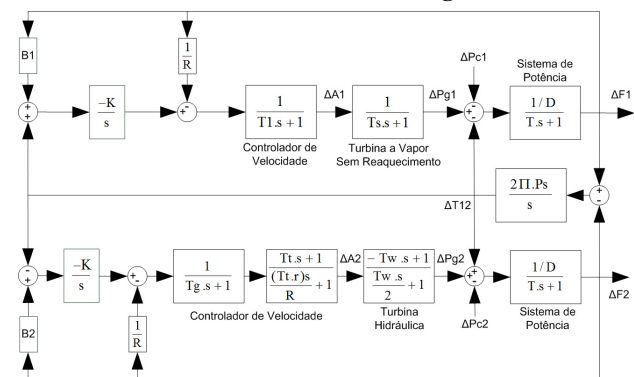 B1
1
R
ΔPc1
Sistema de
Potência
+
+
−K
s
+
-
1
T1.s + 1
ΔA1
1
Ts.s + 1
ΔPg1
+
-
-
1/ D
T.s + 1
ΔF1
Controlador de
Velocidade
Turbina a Vapor
Sem Reaquecimento
ΔT12
2Π.Ps
s
+
-
-
+
−K
s
+
-
1
Tg .s + 1
Tt.s + 1
(Tt.r)s
R
+ 1
ΔA2
− Tw .s + 1
Tw .s
2
+ 1
ΔPg2
+
+
-
1/ D
T.s + 1
ΔF2
B2
1
R
Controlador de Velocidade
Turbina
Hidráulica
ΔPc2
Sistema de
Potência